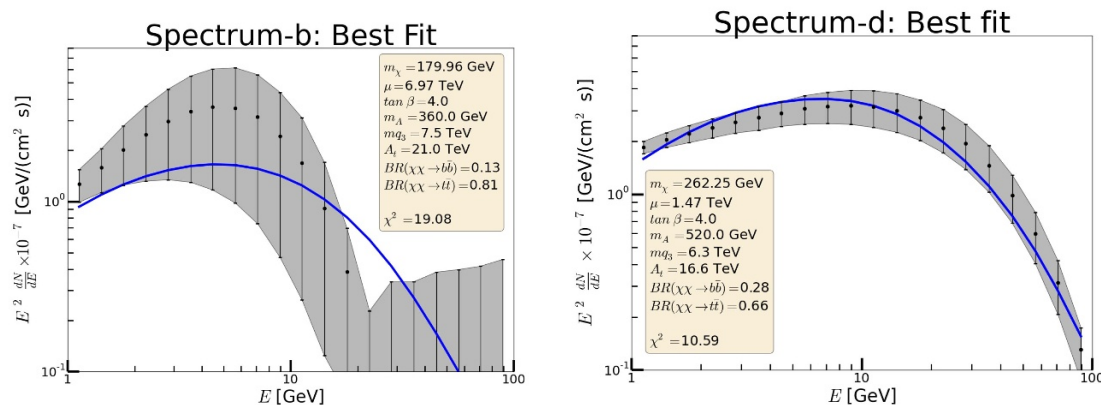 Spectrum-b: Best Fit
E² dN/dE ×10⁻⁷ [GeV/(cm² s)]
10⁰
10⁻¹
1
10
100
E [GeV]
mχ =179.96 GeV
μ=6.97 TeV
tan β=4.0
m_A =360.0 GeV
mq₃ =7.5 TeV
A_t =21.0 TeV
BR(χχ→bb̄)=0.13
BR(χχ→tt̄)=0.81
χ² =19.08
Spectrum-d: Best fit
E² dN/dE ×10⁻⁷ [GeV/(cm² s)]
10⁰
10⁻¹
1
10
100
E [GeV]
mχ =262.25 GeV
μ=1.47 TeV
tan β=4.0
m_A =520.0 GeV
mq₃ =6.3 TeV
A_t =16.6 TeV
BR(χχ→bb̄)=0.28
BR(χχ→tt̄)=0.66
χ² =10.59